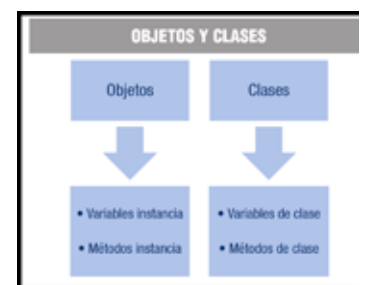 OBJETOS Y CLASES
Objetos
Clases
• Variables instancia
• Métodos instancia
• Variables de clase
• Métodos de clase